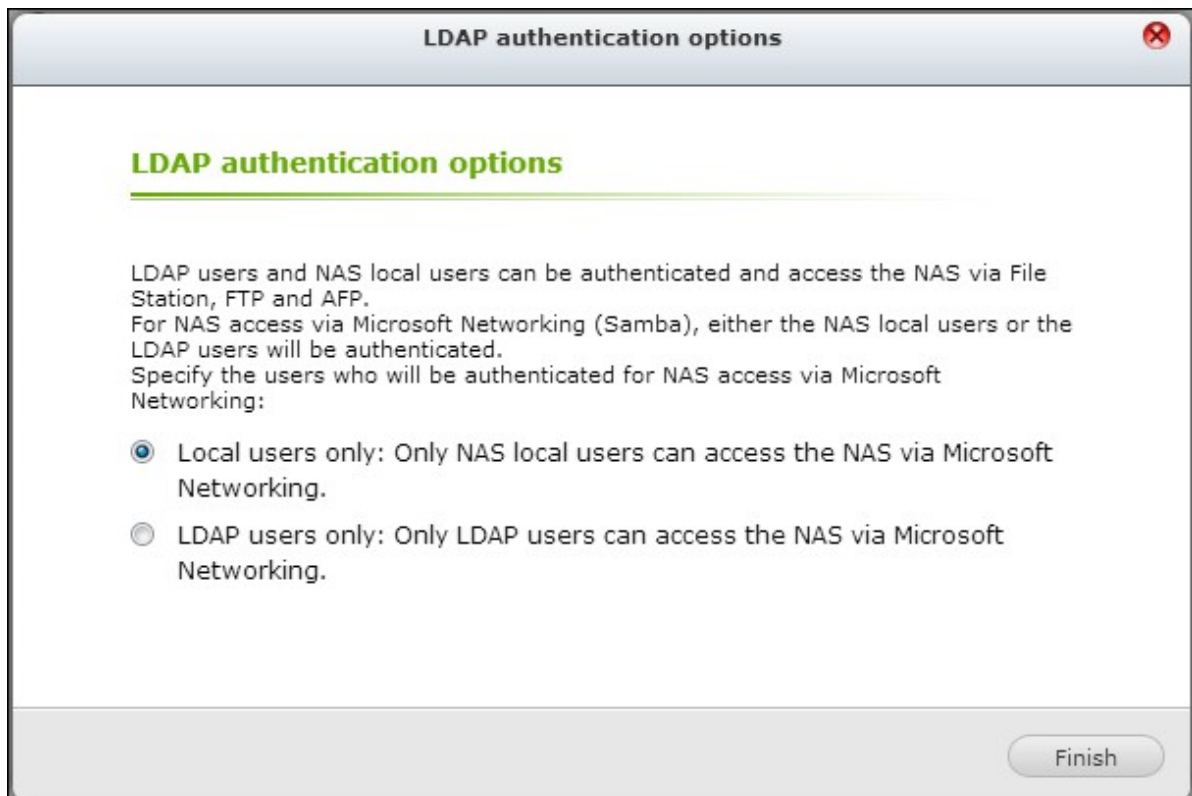 LDAP authentication options
LDAP authentication options
LDAP users and NAS local users can be authenticated and access the NAS via File
Station, FTP and AFP.
For NAS access via Microsoft Networking (Samba), either the NAS local users or the
LDAP users will be authenticated.
Specify the users who will be authenticated for NAS access via Microsoft
Networking:
Local users only: Only NAS local users can access the NAS via Microsoft
Networking.
LDAP users only: Only LDAP users can access the NAS via Microsoft
Networking.
Finish